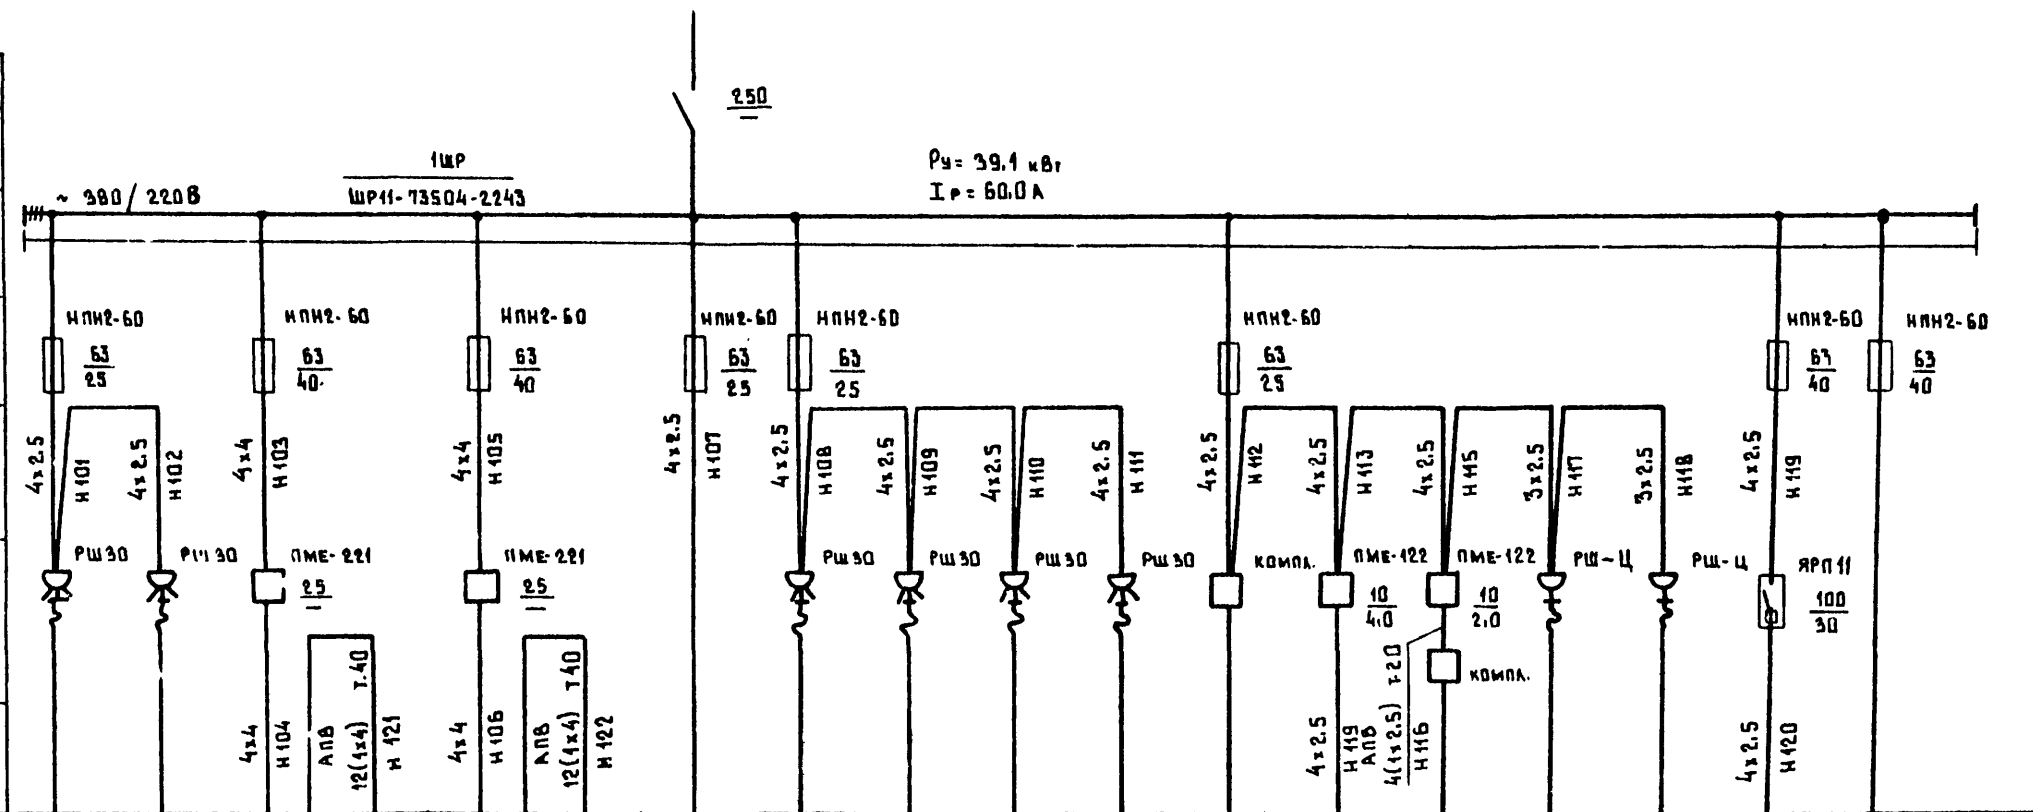 250
—
1ШР
ШР11-73504-2243
~ 380/220В
Ру= 39.1 кВт
Iр= 60.0А
НПН2-60
63
25
НПН2-60
63
40
НПН2-60
63
40
НПН2-60
63
25
НПН2-60
63
25
НПН2-60
63
25
НПН2-60
63
40
НПН2-60
63
40
4х2.5
Н101
4х2.5
Н102
4х4
Н103
4х4
Н105
4х2.5
Н107
4х2.5
Н108
4х2.5
Н109
4х2.5
Н110
4х2.5
Н111
4х2.5
Н112
4х2.5
Н113
4х2.5
Н115
3х2.5
Н117
3х2.5
Н118
4х2.5
Н119
РШ30
РШ30
ПМЕ-221
25
—
ПМЕ-221
25
—
РШ30
РШ30
РШ30
РШ30
КОМПЛ.
ПМЕ-122
10
4.0
ПМЕ-122
10
2.0
РШ-Ц
РШ-Ц
ЯРП11
100
30
4х4
Н104
АПВ
12(1х4) т.40
Н121
4х4
Н106
АПВ
12(1х4) т40
Н122
4х2.5
Н119
АПВ
4(1х2.5) т.20
Н116
КОМПЛ.
4х2.5
Н120